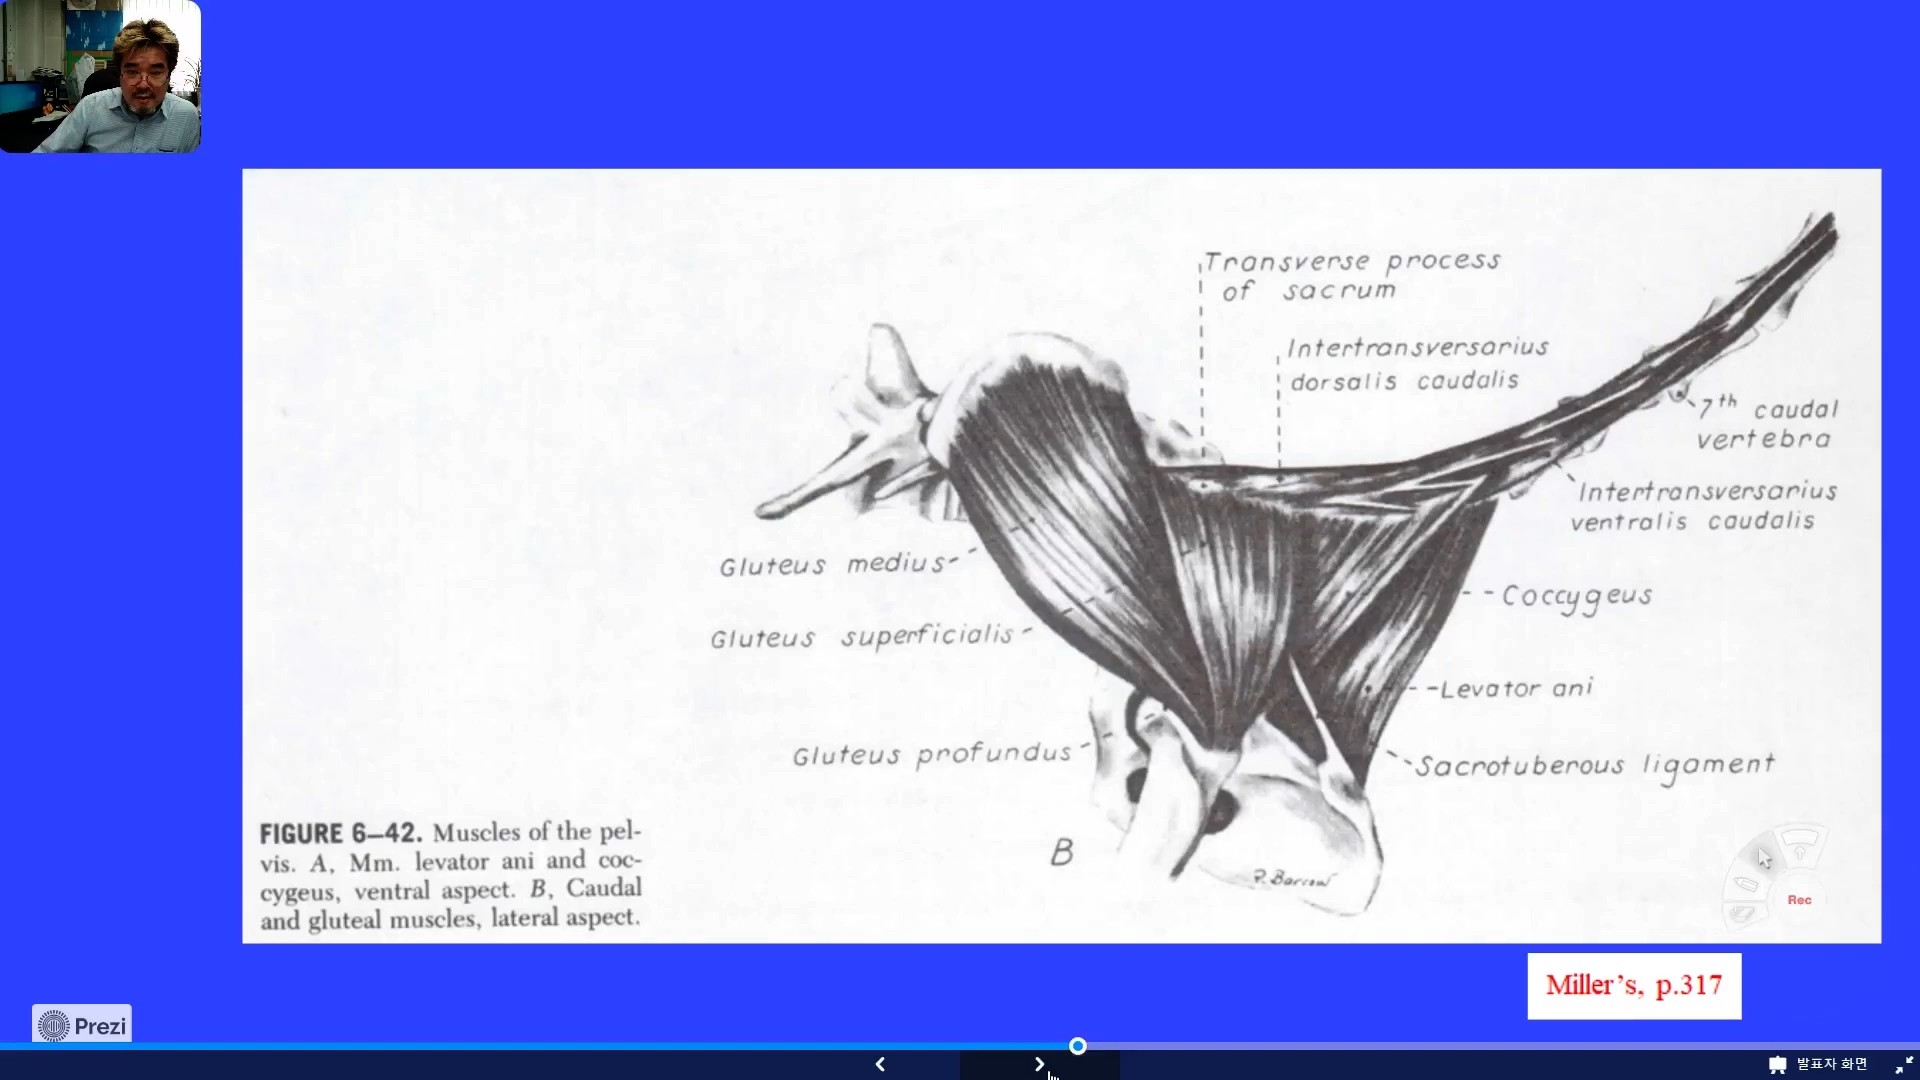 Transverse process
of sacrum
Intertransversarius
dorsalis caudalis
7th caudal
vertebra
Intertransversarius
ventralis caudalis
Gluteus medius
Coccygeus
Gluteus superficialis
Levator ani
Gluteus profundus
Sacrotuberous ligament
B
P. Barrow
FIGURE 6–42. Muscles of the pel-
vis. A, Mm. levator ani and coc-
cygeus, ventral aspect. B, Caudal
and gluteal muscles, lateral aspect.
Rec
Miller's, p.317
Prezi
발표자 화면